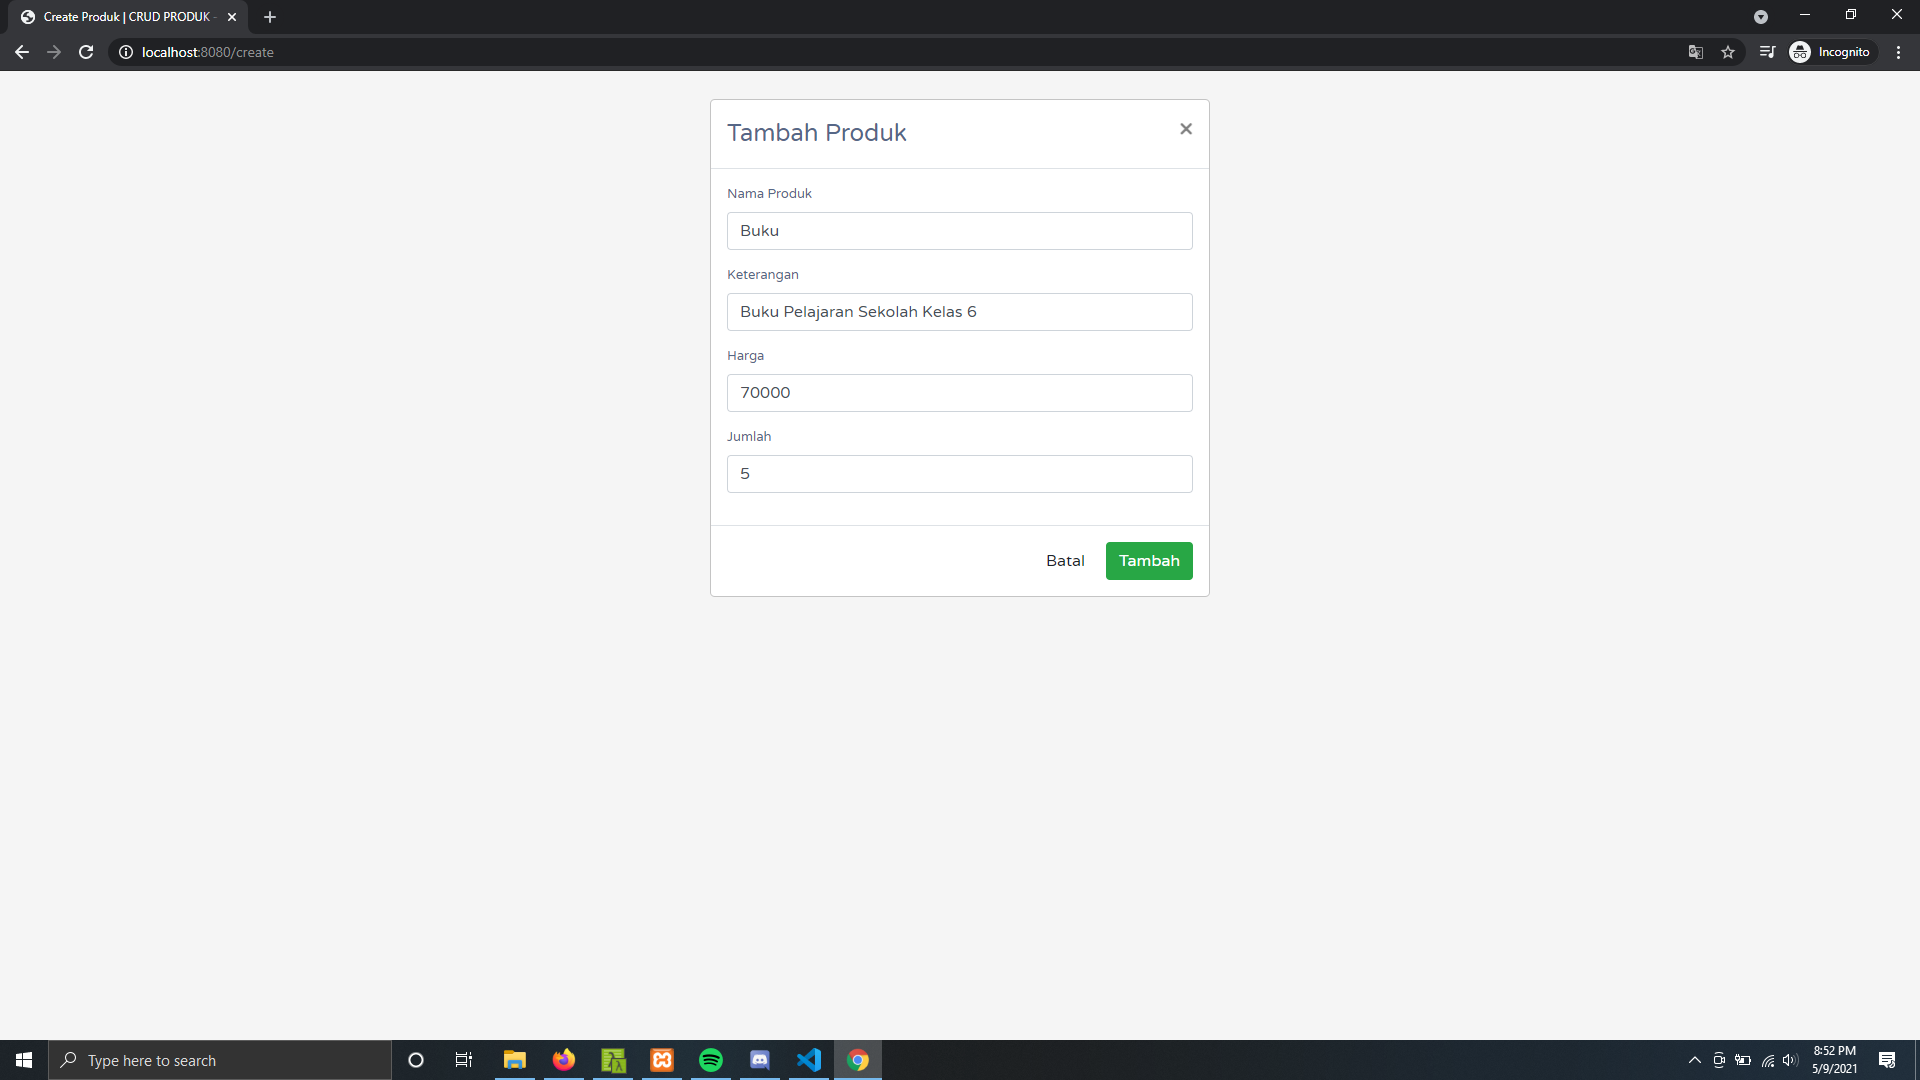 Create Produk | CRUD PRODUK -
localhost:8080/create
Incognito
Tambah Produk
Nama Produk
Buku
Keterangan
Buku Pelajaran Sekolah Kelas 6
Harga
70000
Jumlah
5
Batal
Tambah
Type here to search
8:52 PM
5/9/2021